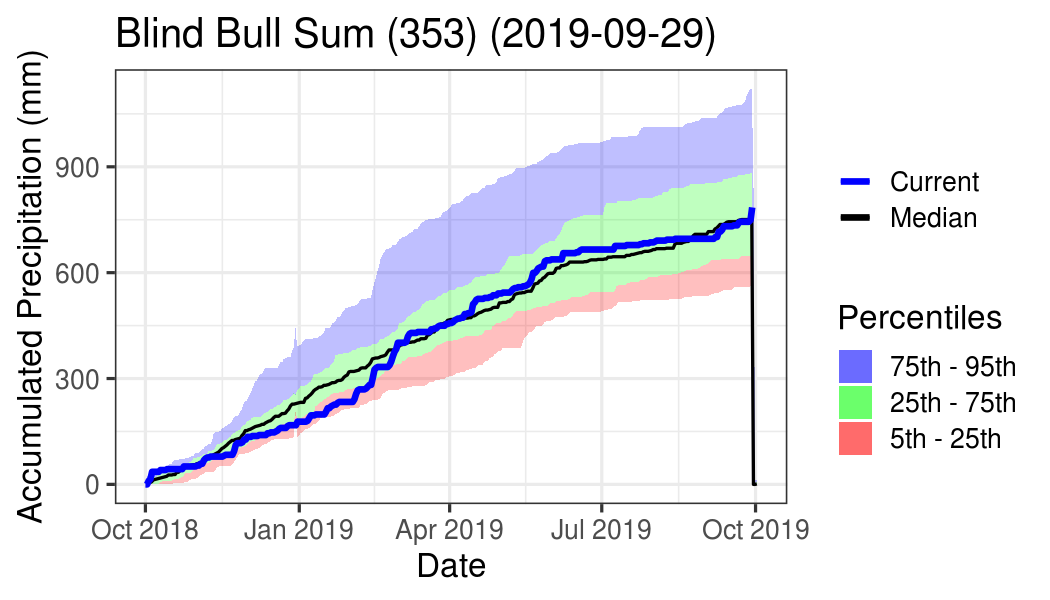 Blind Bull Sum (353) (2019-09-29)
Accumulated Precipitation (mm)
900
600
300
0
Oct 2018
Jan 2019
Apr 2019
Jul 2019
Oct 2019
Date
Current
Median
Percentiles
75th - 95th
25th - 75th
5th - 25th